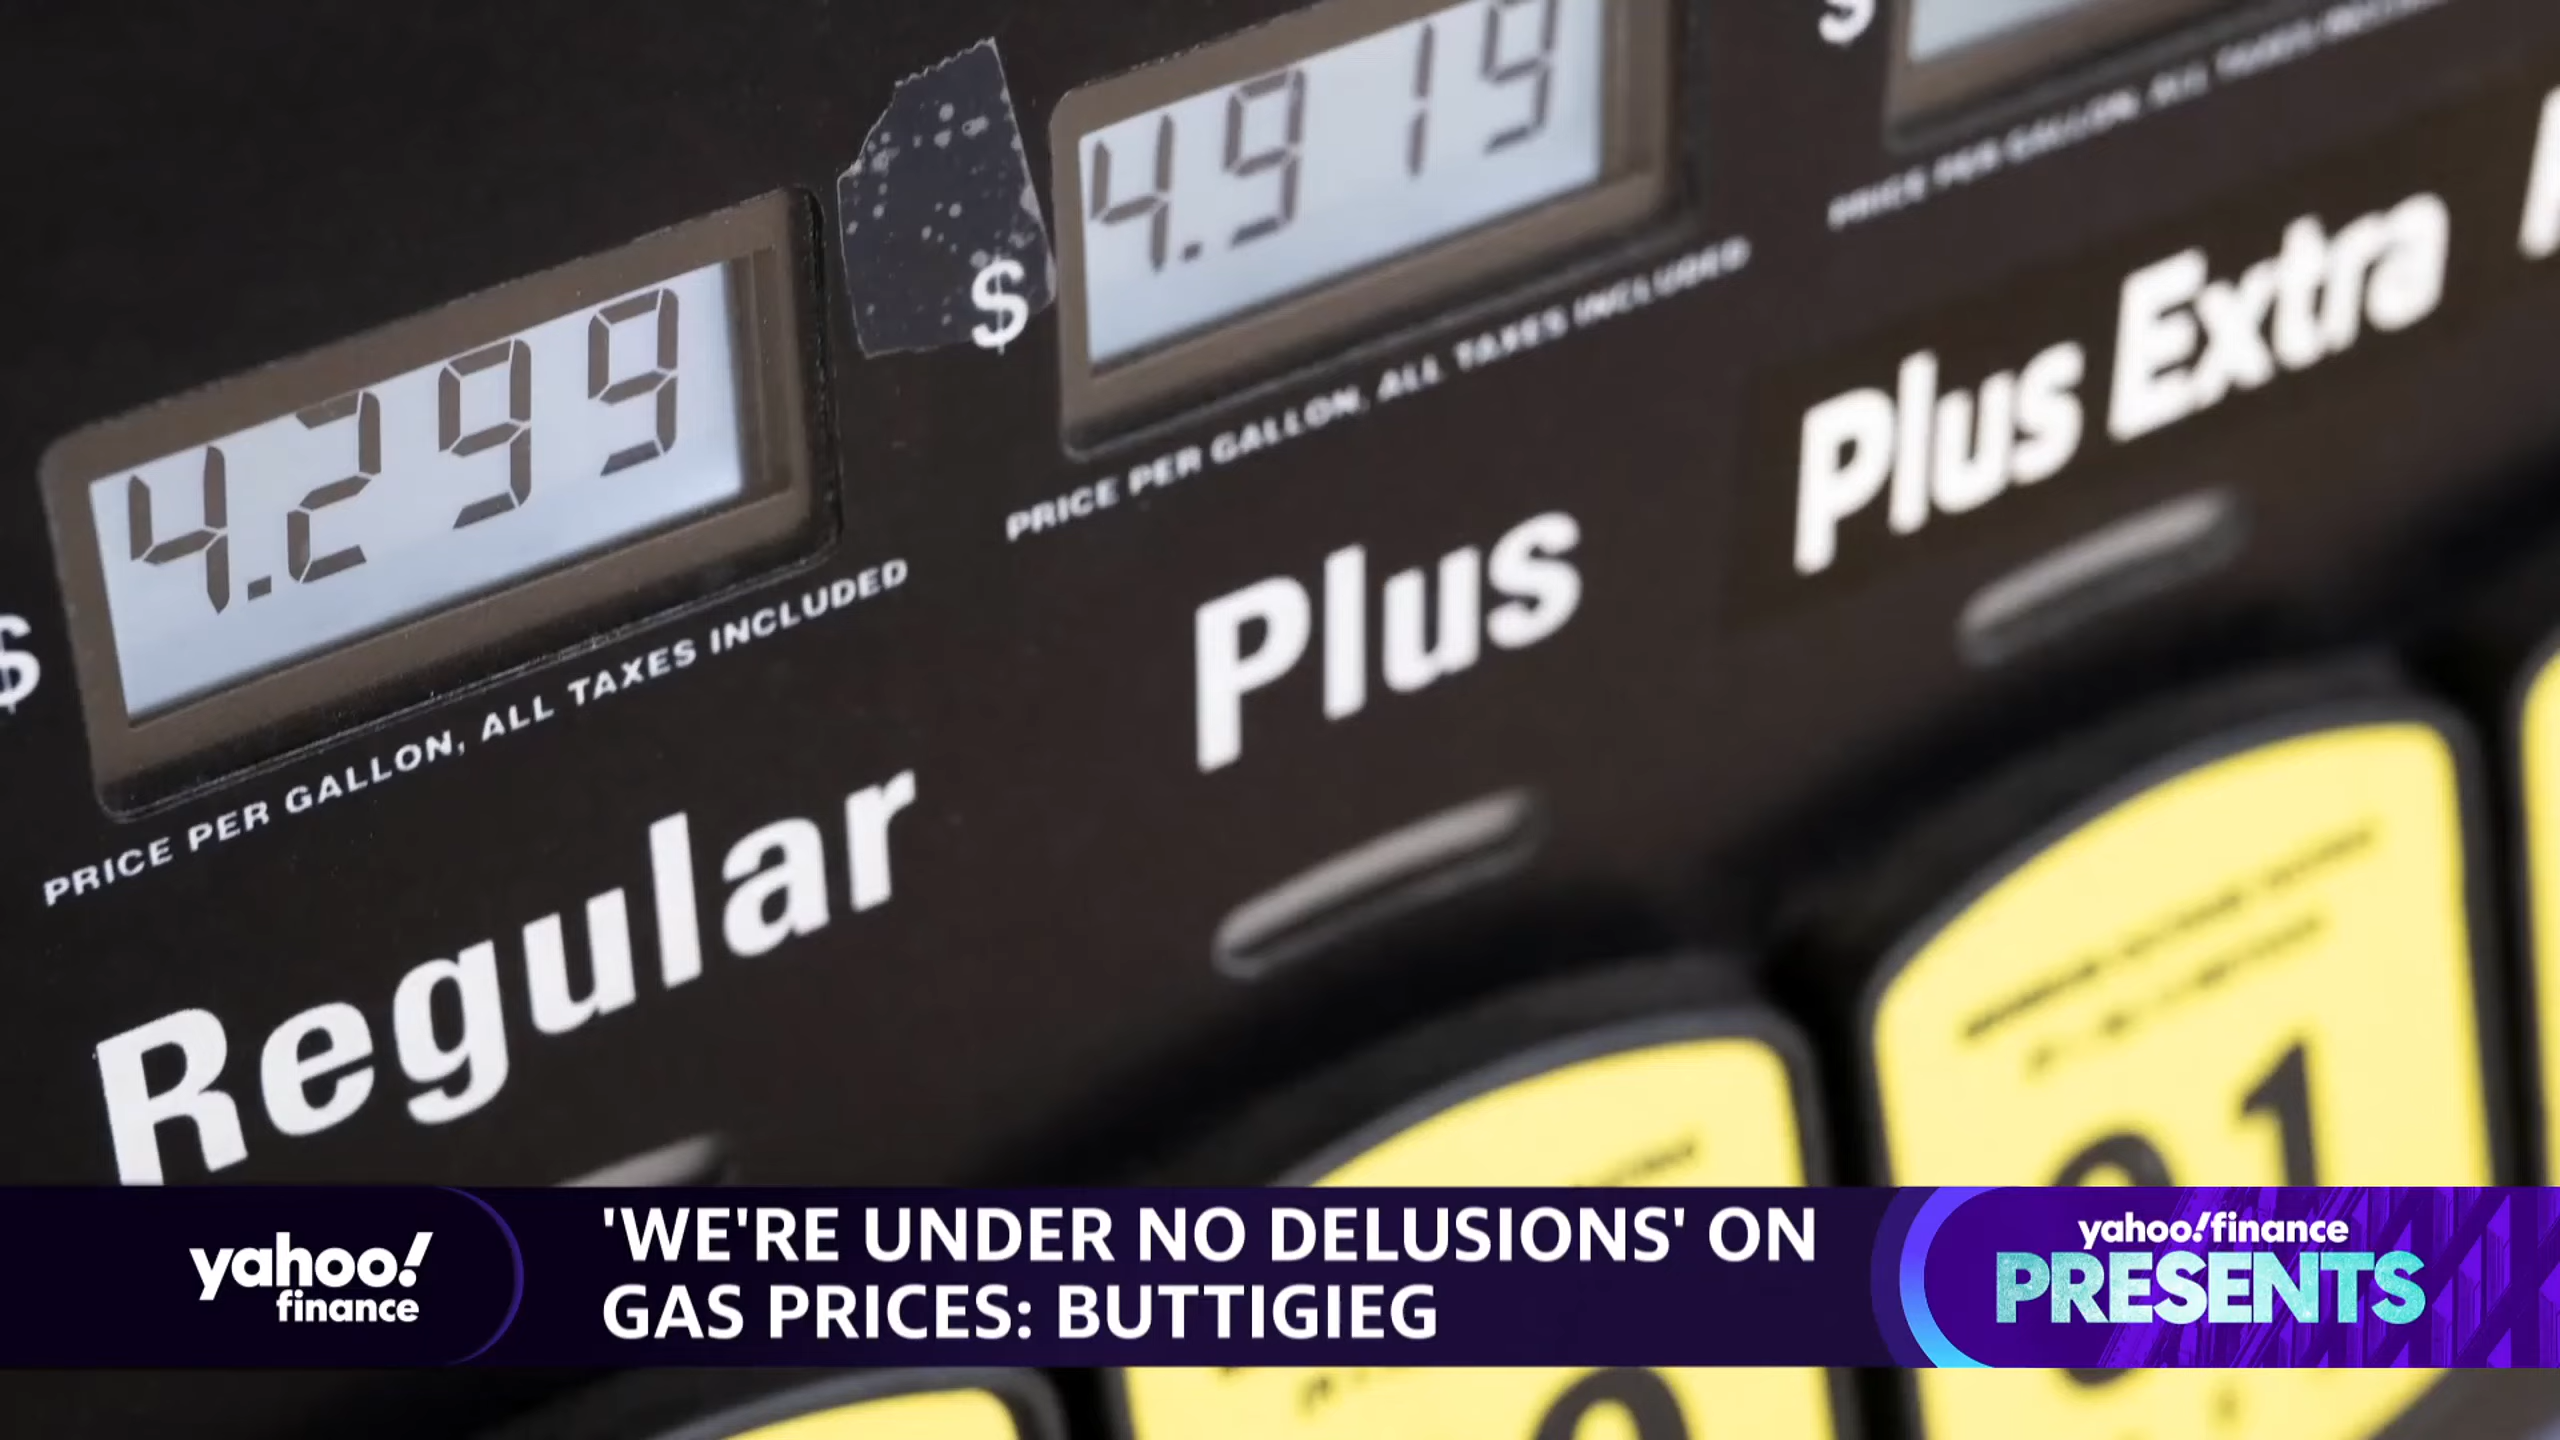 $
4.919
$
4.299
PRICE PER GALLON, ALL TAXES INCLUDED
$
PRICE PER GALLON, ALL TAXES INCLUDED
PRICE PER GALLON, ALL TAXES INCLUDED
Plus Extra
Plus
Regular
91
yahoo!
finance
'WE'RE UNDER NO DELUSIONS' ON
GAS PRICES: BUTTIGIEG
yahoo!finance
PRESENTS